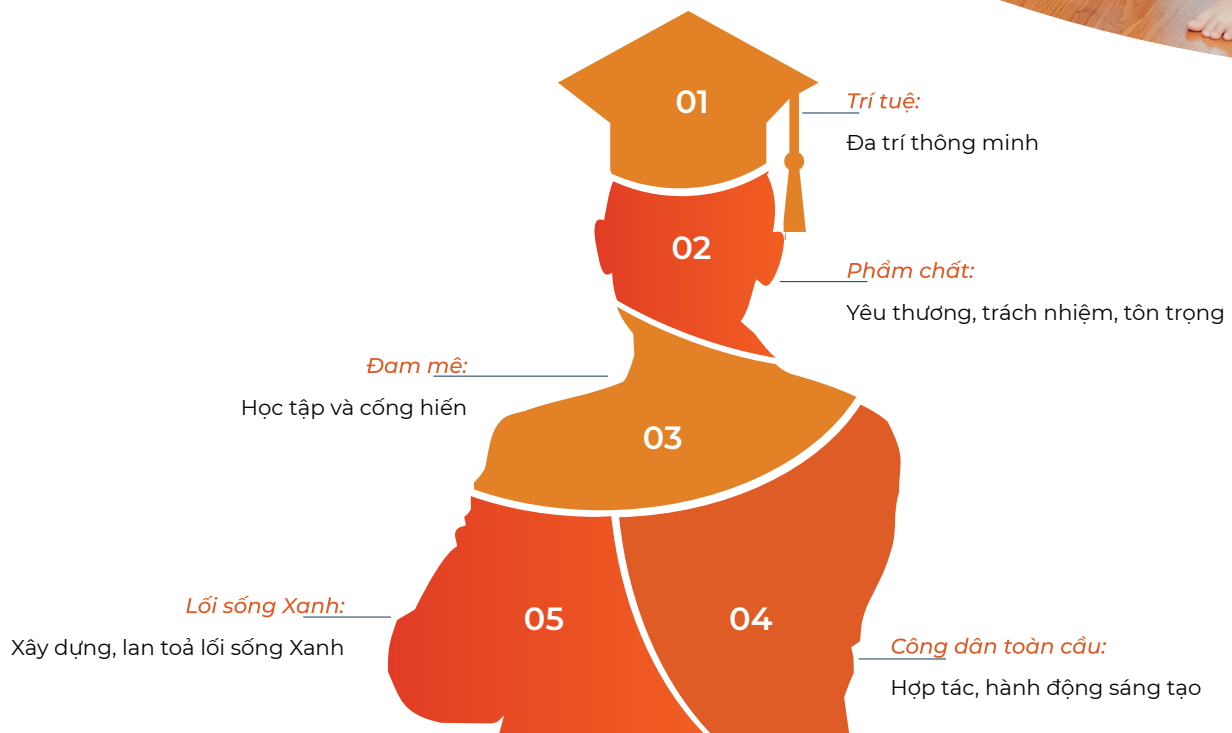 01
Trí tuệ:
Đa trí thông minh
02
Phẩm chất:
Yêu thương, trách nhiệm, tôn trọng
Đam mê:
Học tập và cống hiến
03
Lối sống Xanh:
Xây dựng, lan toả lối sống Xanh
05
04
Công dân toàn cầu:
Hợp tác, hành động sáng tạo